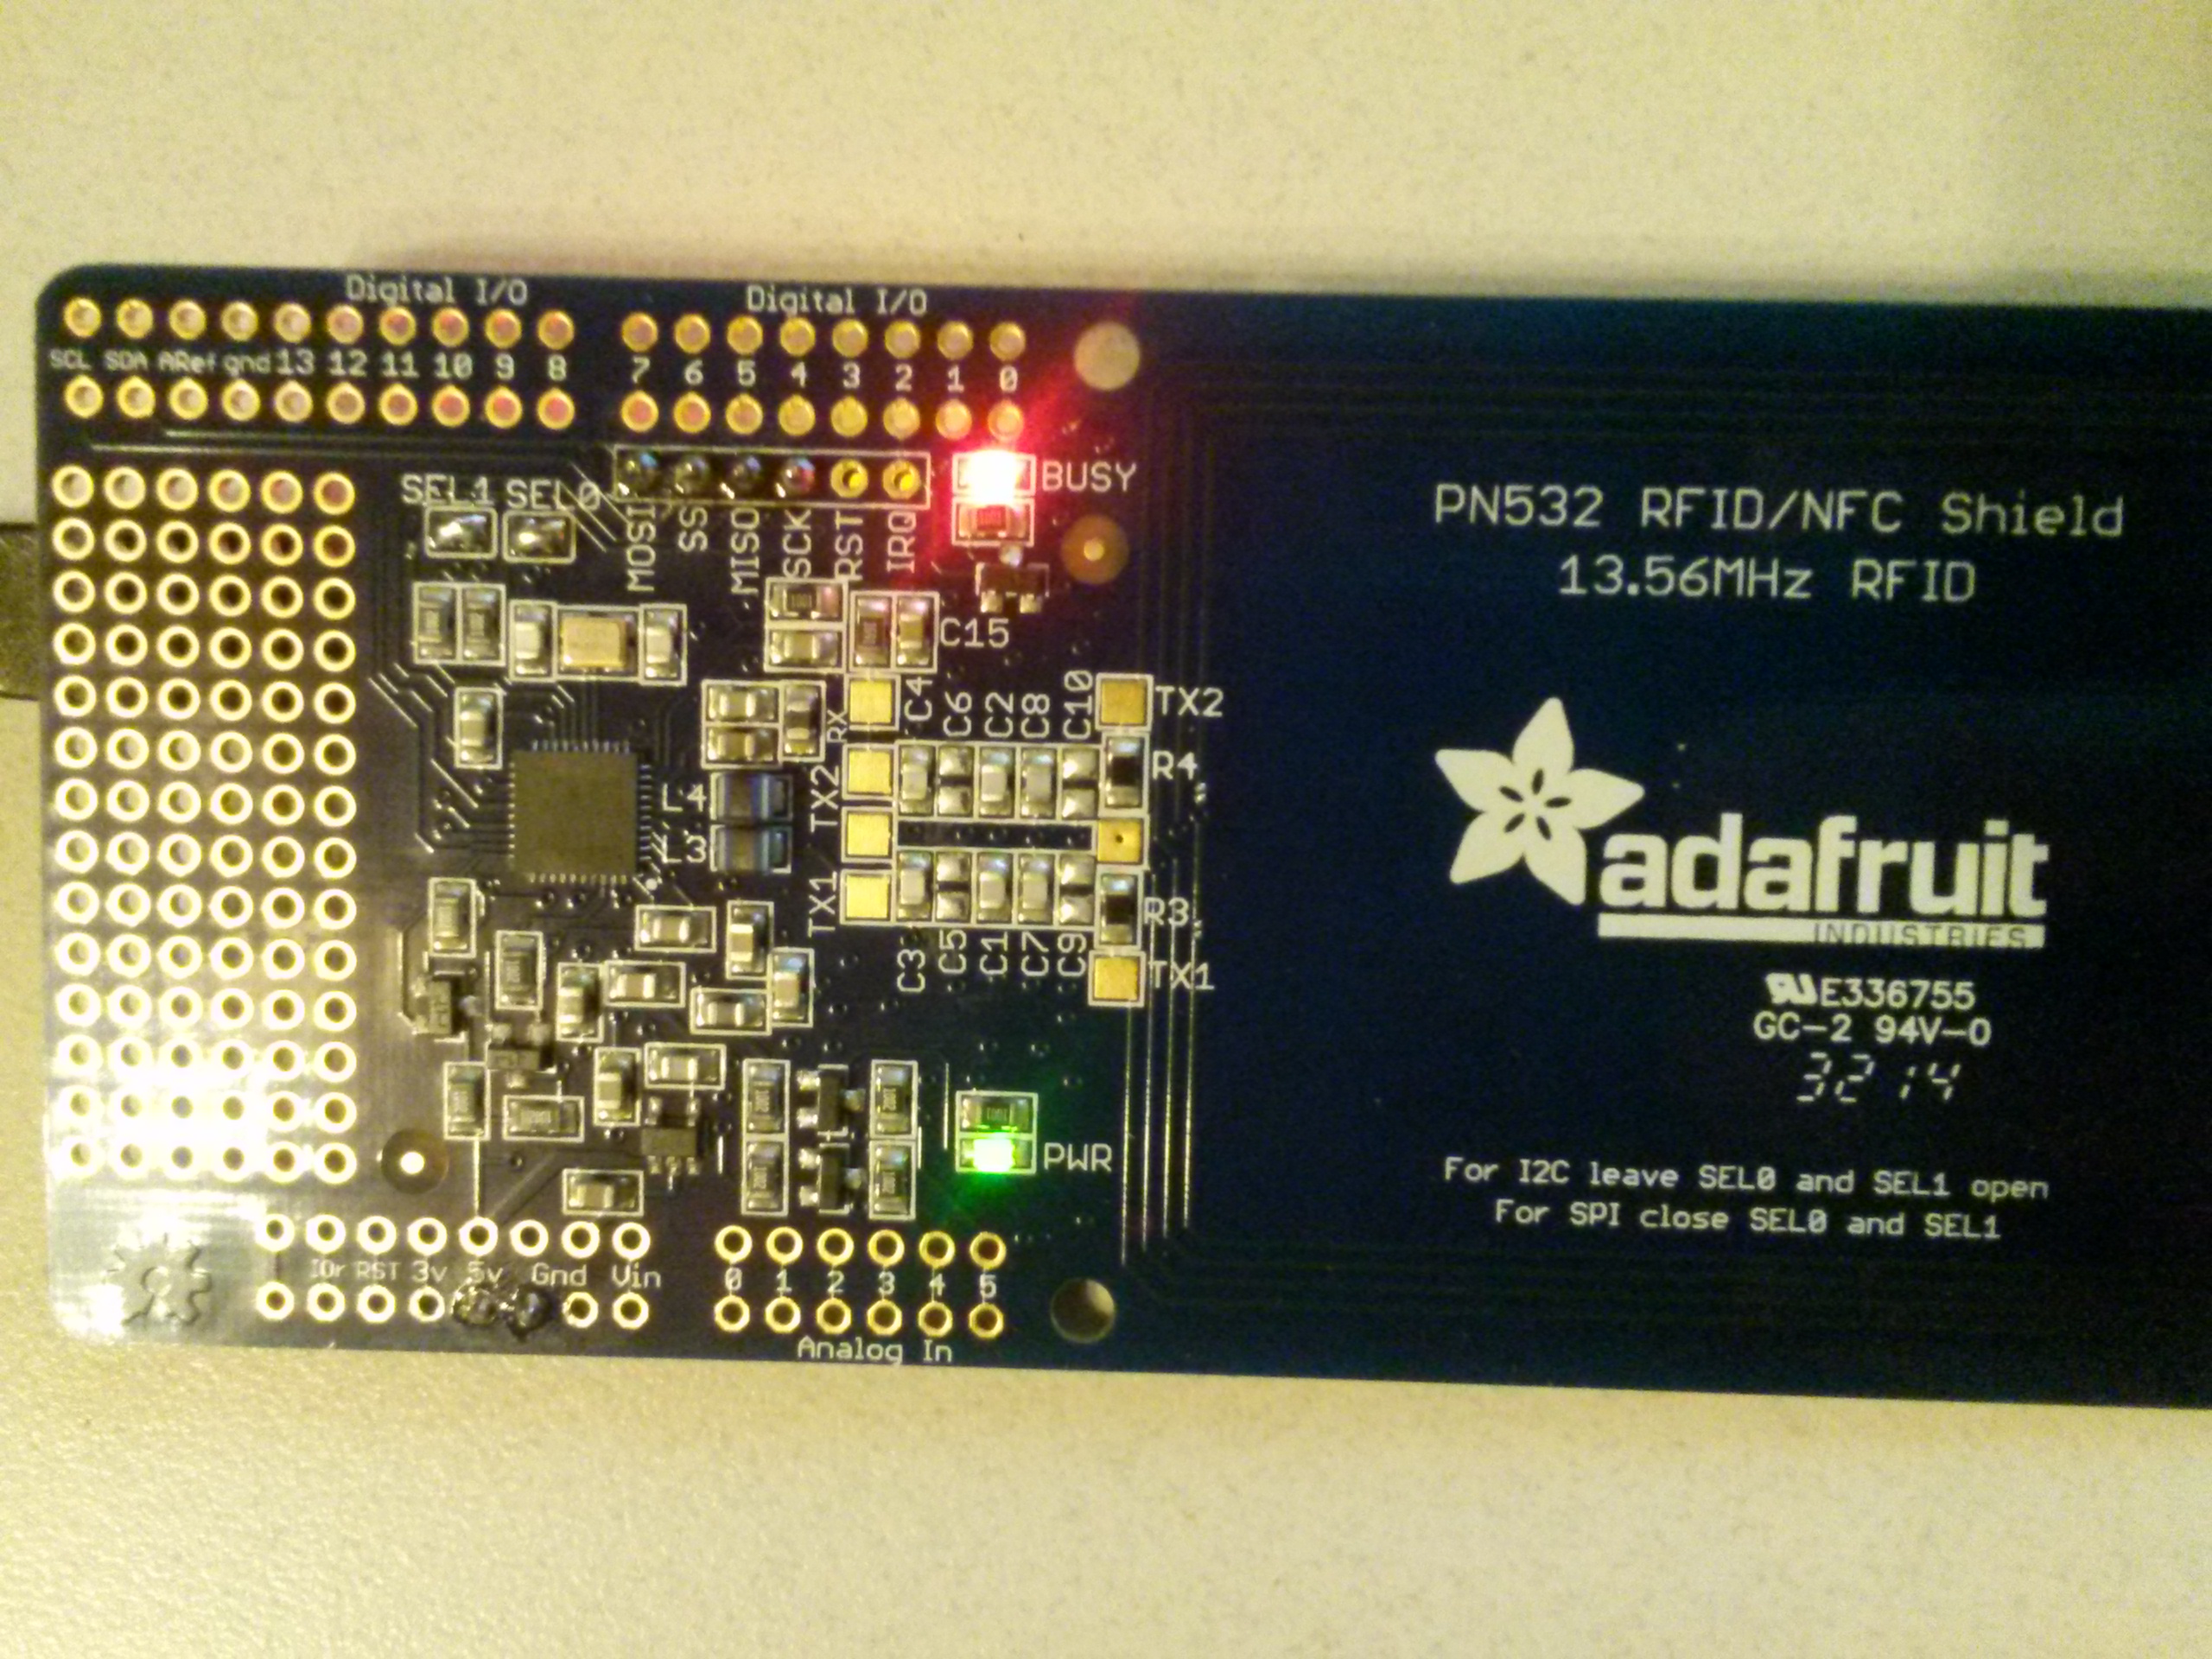 Digital I/O
Digital I/O
SCL SDA ARef gnd 13 12 11 10 9 8 7 6 5 4 3 2 1 0
BUSY
SEL1 SEL0
MOSI SS MISO SCK RST IRQ
C15
PN532 RFID/NFC Shield
13.56MHz RFID
RX C4 C6 C2 C8 C10 TX2
TX2 R4
L4
L3
TX1 R3
C3 C5 C1 C7 C9 TX1
adafruit
INDUSTRIES
E336755
GC-2 94V-0
32 14
PWR
For I2C leave SEL0 and SEL1 open
For SPI close SEL0 and SEL1
IOr RST 3v 5v Gnd Vin
0 1 2 3 4 5
Analog In